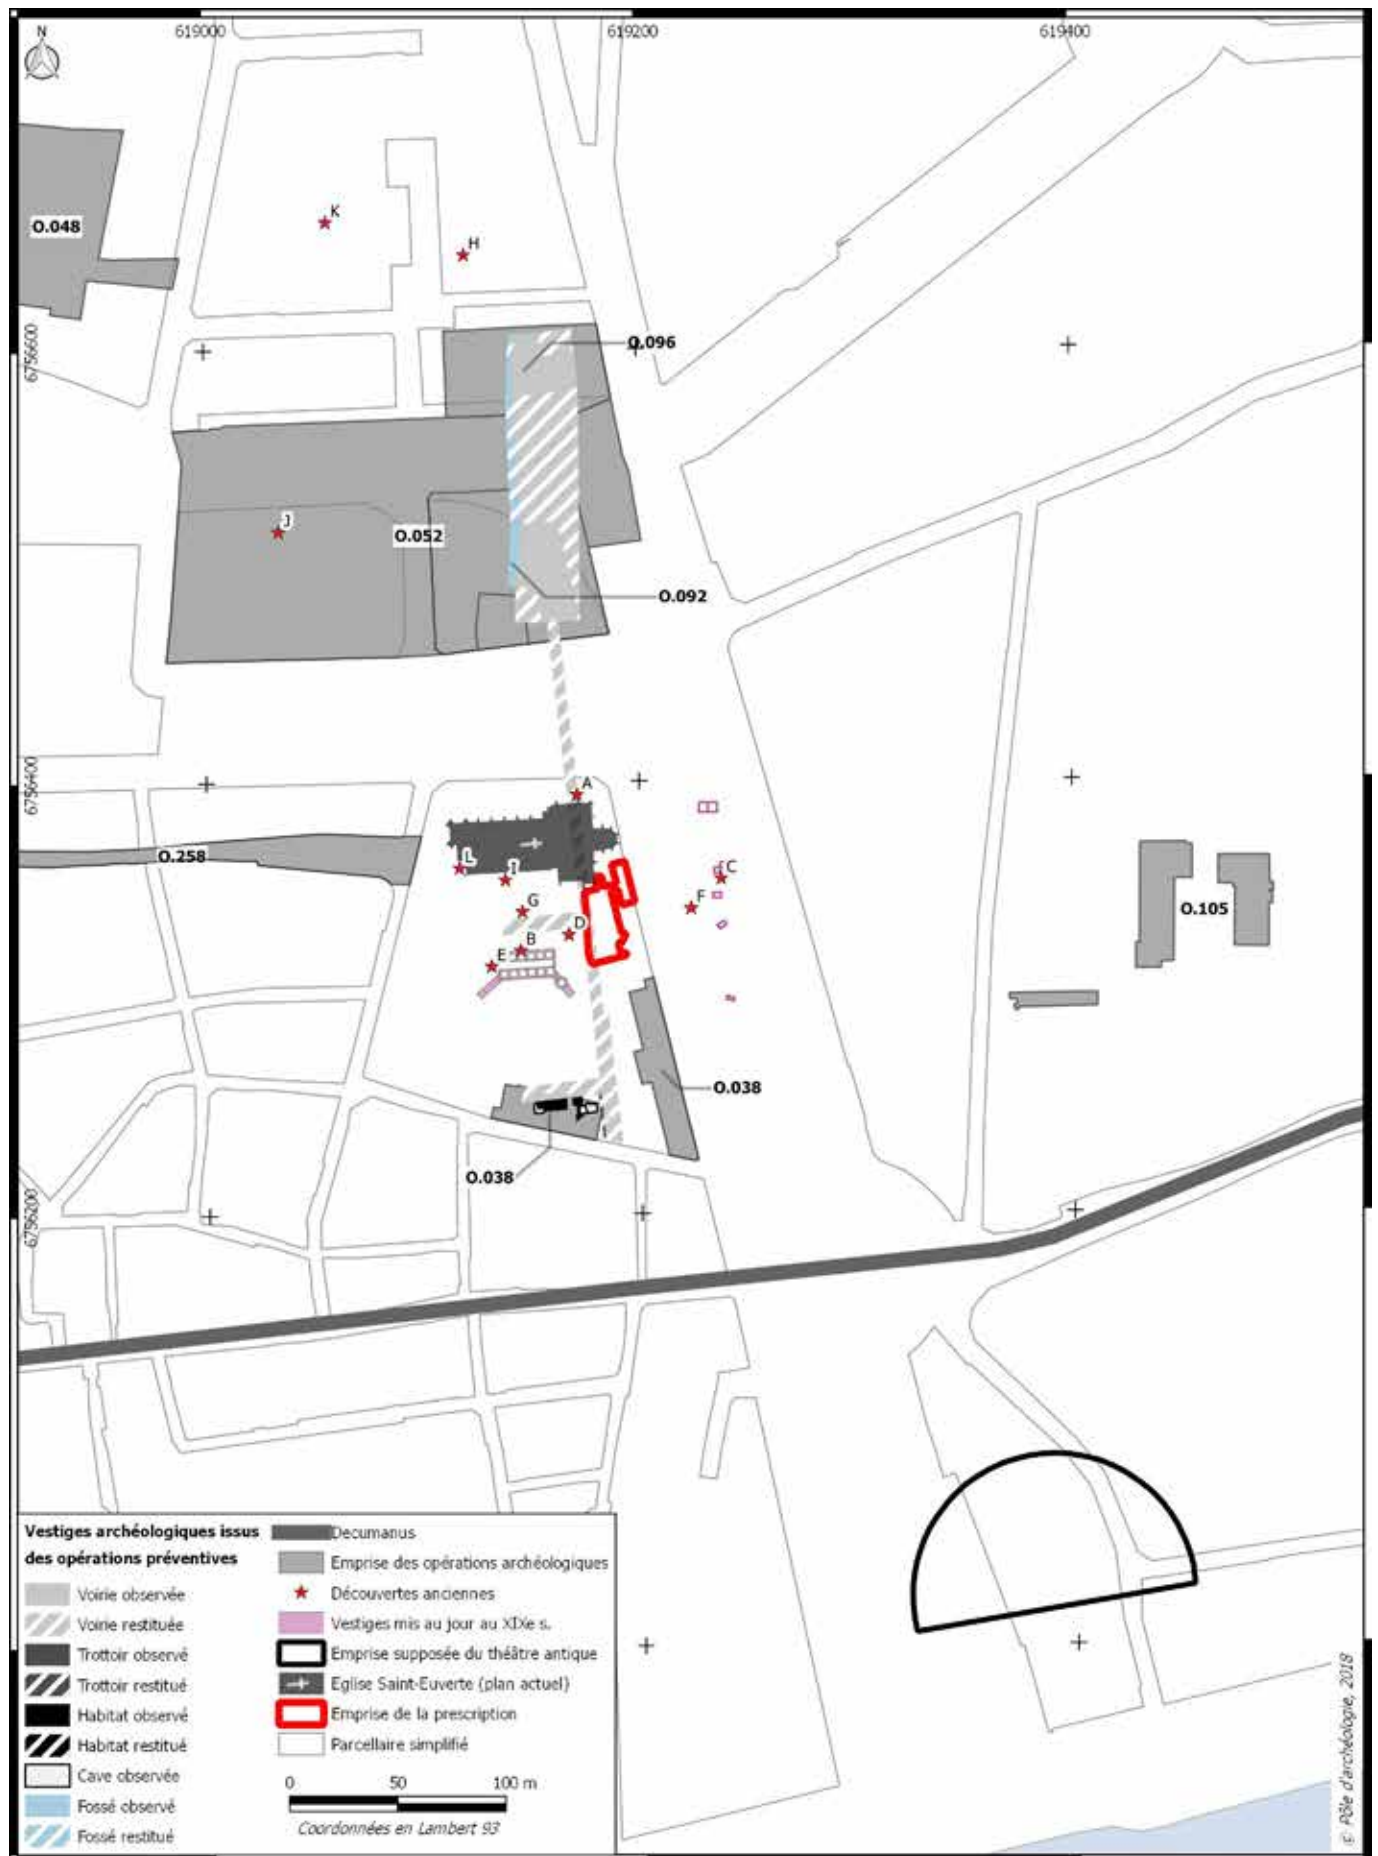 N
619000
619200
619400
6756600
6756400
6756200
K
H
O.048
O.096
J
O.052
O.092
A
O.258
L
I
C
G
F
D
O.105
B
E
O.038
O.038
Vestiges archéologiques issus
des opérations préventives
Voirie observée
Voirie restituée
Trottoir observé
Trottoir restitué
Habitat observé
Habitat restitué
Cave observée
Fossé observé
Fossé restitué
Decumanus
Emprise des opérations archéologiques
Découvertes anciennes
Vestiges mis au jour au XIXe s.
Emprise supposée du théâtre antique
Eglise Saint-Euverte (plan actuel)
Emprise de la prescription
Parcellaire simplifié
0 50 100 m
Coordonnées en Lambert 93
© Pôle d'archéologie, 2018